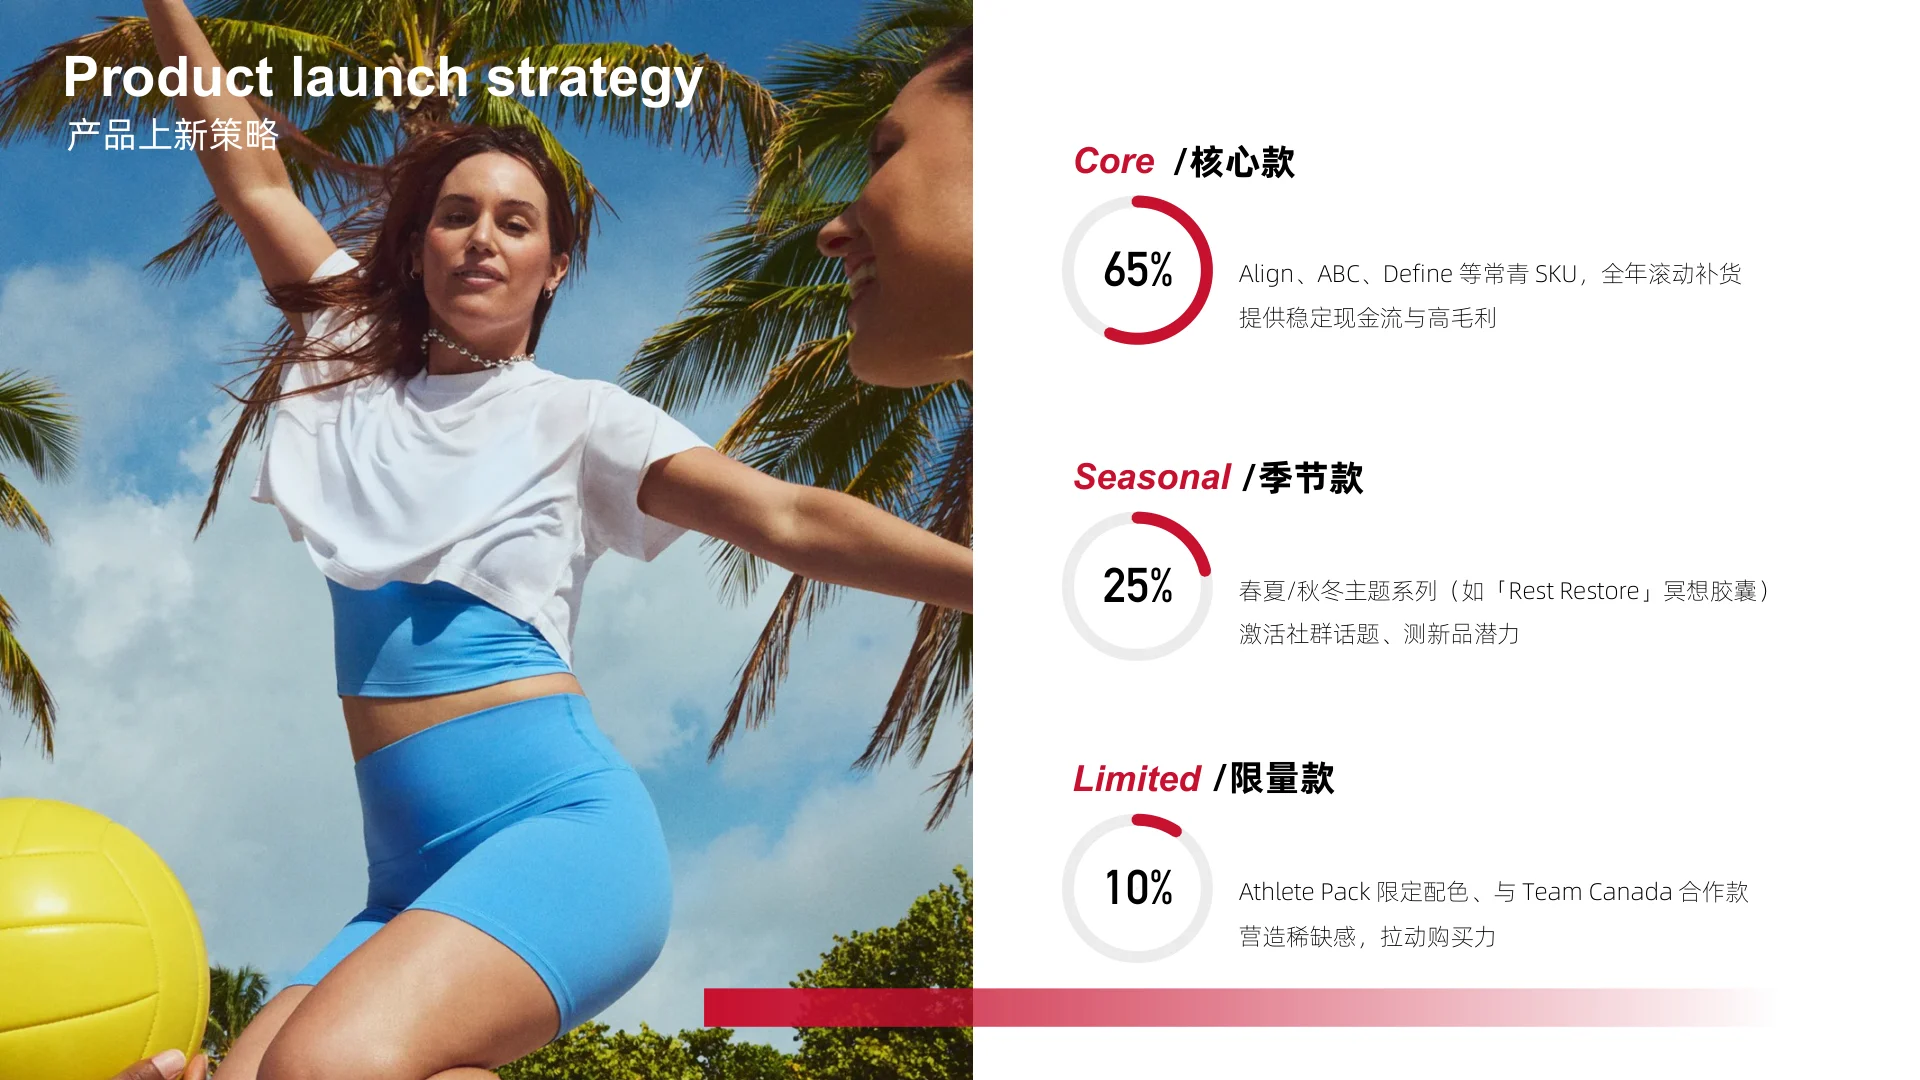 Product launch strategy
产品上新策略
Core /核心款
65%
Align、ABC、Define 等常青 SKU，全年滚动补货
提供稳定现金流与高毛利
Seasonal /季节款
25%
春夏/秋冬主题系列（如「Rest Restore」冥想胶囊）
激活社群话题、测新品潜力
Limited /限量款
10%
Athlete Pack 限定配色、与 Team Canada 合作款
营造稀缺感，拉动购买力